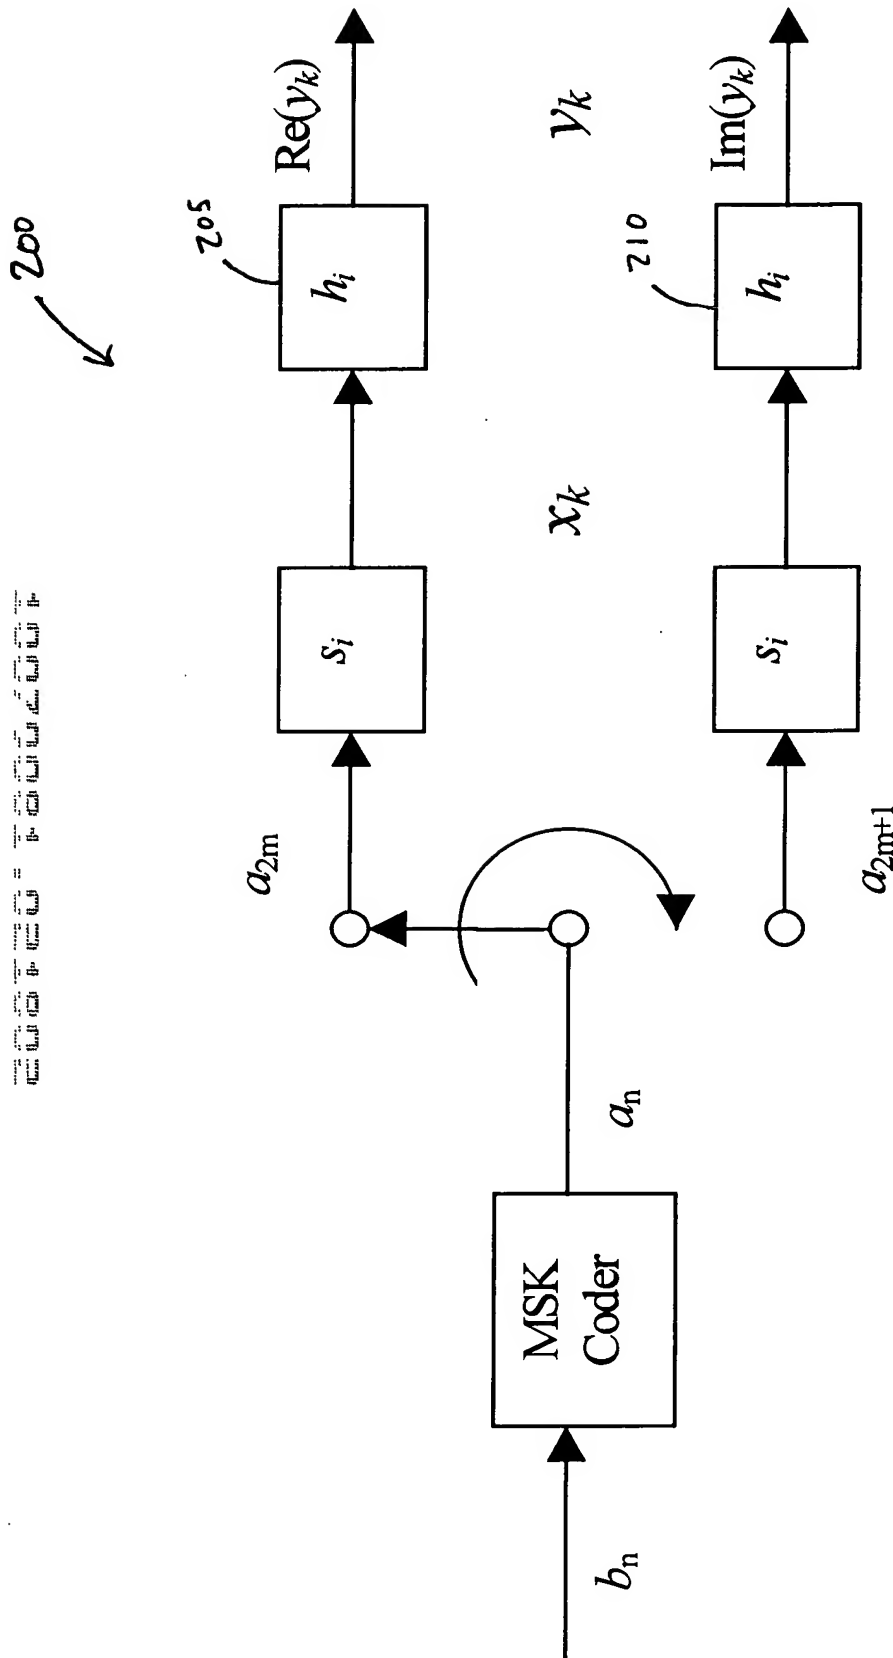 200
205
210
Re(y_k)
Im(y_k)
y_k
h_i
h_i
x_k
s_i
s_i
a_2m
a_2m+1
a_n
MSK
Coder
b_n